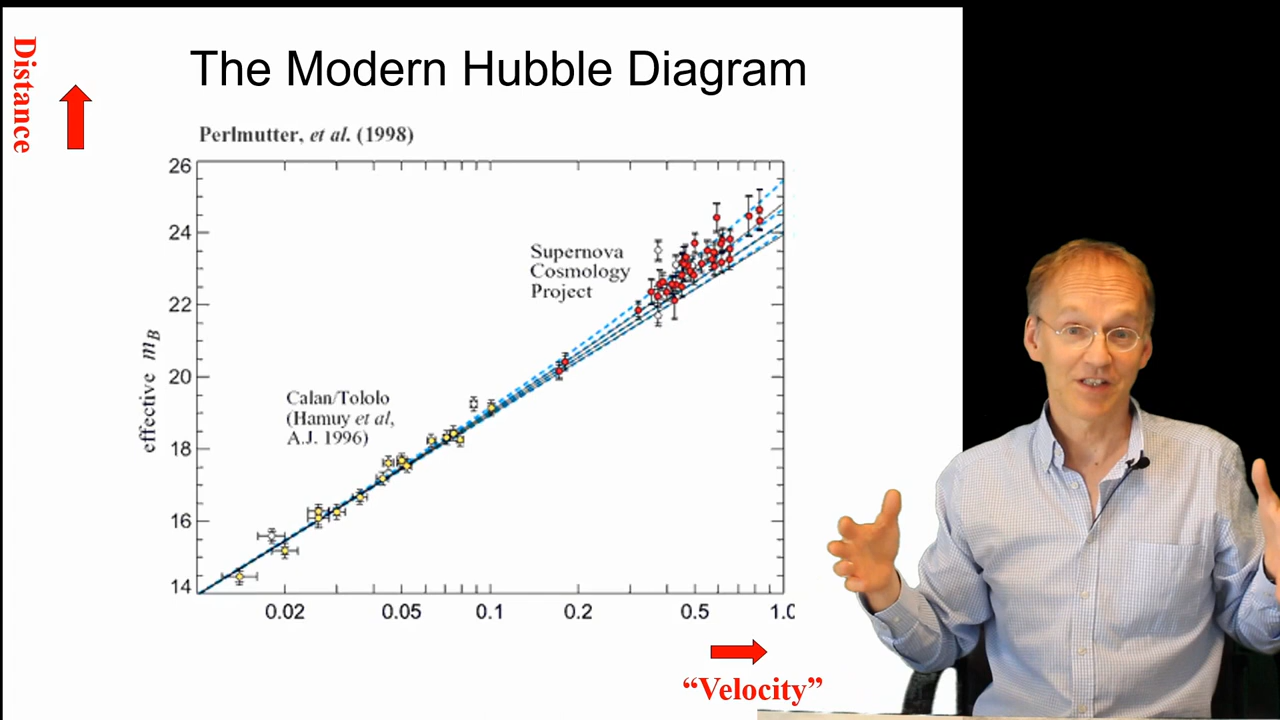 The Modern Hubble Diagram
Distance
Perlmutter, et al. (1998)
26
24
22
20
18
16
14
effective mB
Supernova
Cosmology
Project
Calan/Tololo
(Hamuy et al,
A.J. 1996)
0.02 0.05 0.1 0.2 0.5 1.0
“Velocity”